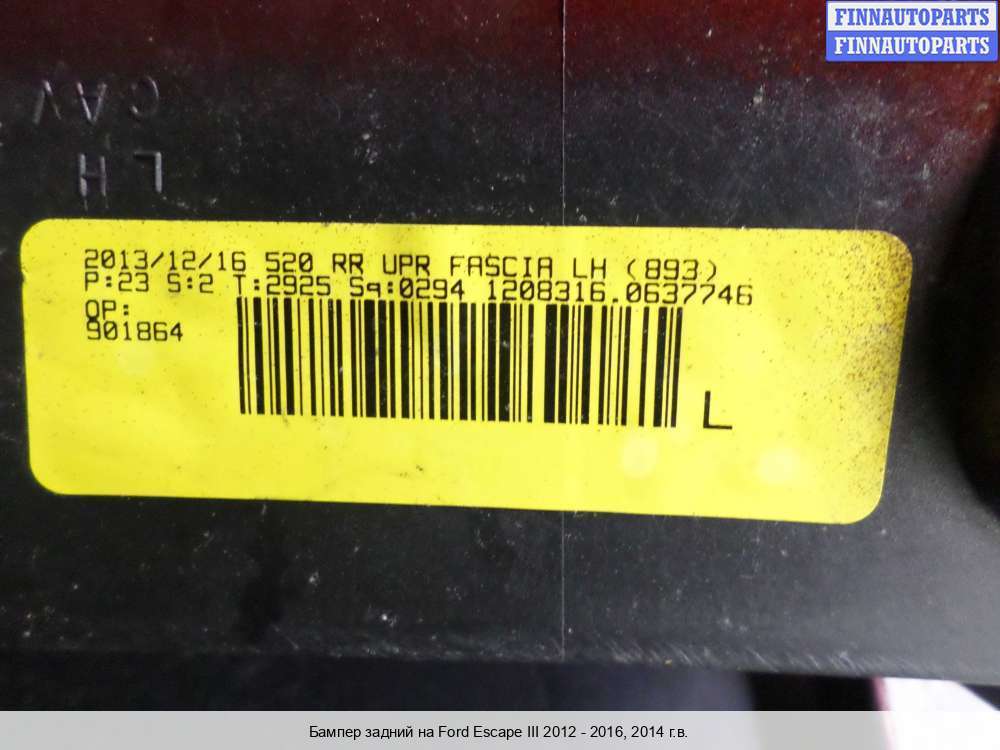 FINNAUTOPARTS
FINNAUTOPARTS
CAV
LH
2013/12/16 520 RR UPR FASCIA LH (893)
P:23 S:2 T:2925 Sq:0294 1208316.0637746
OP:
901864
L
Бампер задний на Ford Escape III 2012 - 2016, 2014 г.в.